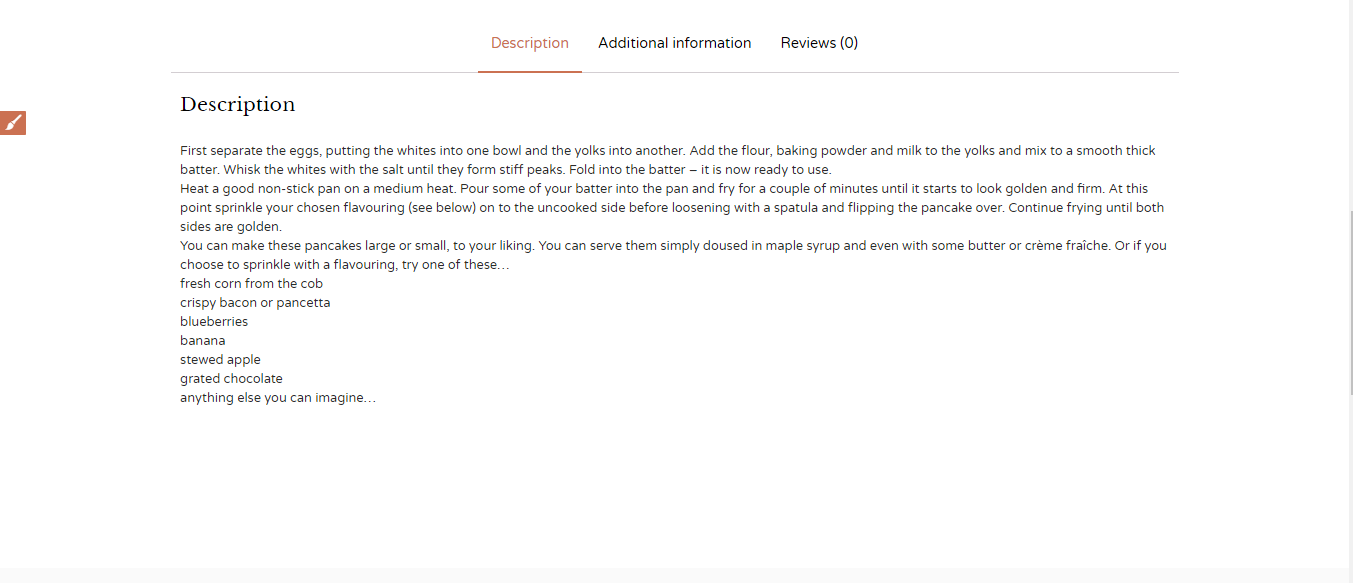 Description Additional information Reviews (0)
Description
First separate the eggs, putting the whites into one bowl and the yolks into another. Add the flour, baking powder and milk to the yolks and mix to a smooth thick
batter. Whisk the whites with the salt until they form stiff peaks. Fold into the batter – it is now ready to use.
Heat a good non-stick pan on a medium heat. Pour some of your batter into the pan and fry for a couple of minutes until it starts to look golden and firm. At this
point sprinkle your chosen flavouring (see below) on to the uncooked side before loosening with a spatula and flipping the pancake over. Continue frying until both
sides are golden.
You can make these pancakes large or small, to your liking. You can serve them simply doused in maple syrup and even with some butter or crème fraîche. Or if you
choose to sprinkle with a flavouring, try one of these…
fresh corn from the cob
crispy bacon or pancetta
blueberries
banana
stewed apple
grated chocolate
anything else you can imagine…